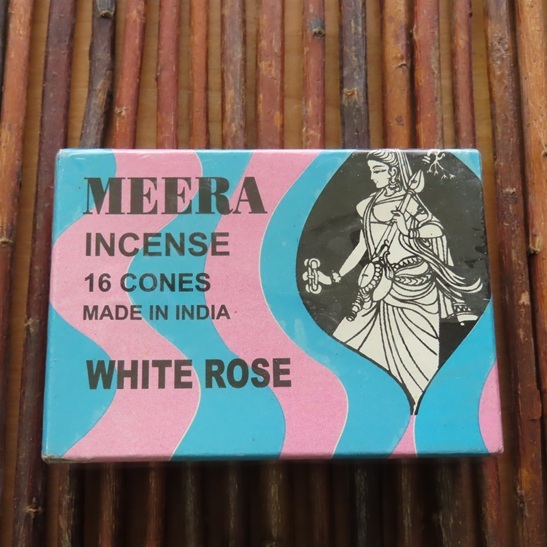 MEERA
INCENSE
16 CONES
MADE IN INDIA
WHITE ROSE